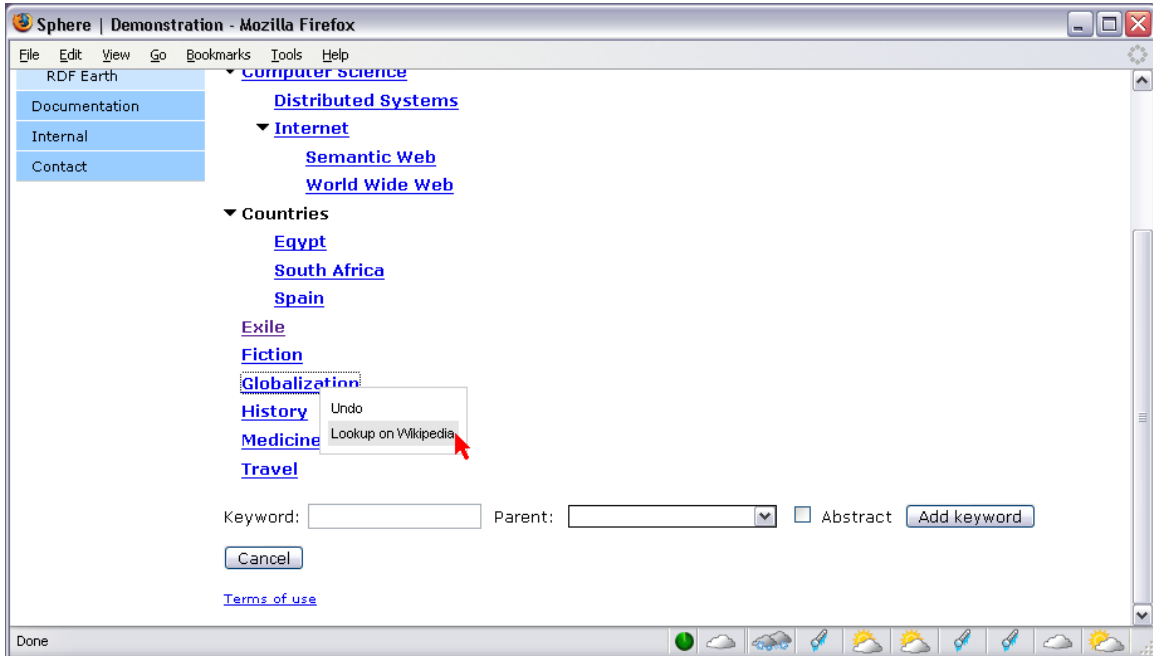 Sphere | Demonstration - Mozilla Firefox
File Edit View Go Bookmarks Tools Help
RDF Earth
Documentation
Internal
Contact
Computer Science
Distributed Systems
Internet
Semantic Web
World Wide Web
Countries
Egypt
South Africa
Spain
Exile
Fiction
Globalization
History
Medicine
Travel
Undo
Lookup on Wikipedia
Keyword: Parent: Abstract Add keyword
Cancel
Terms of use
Done